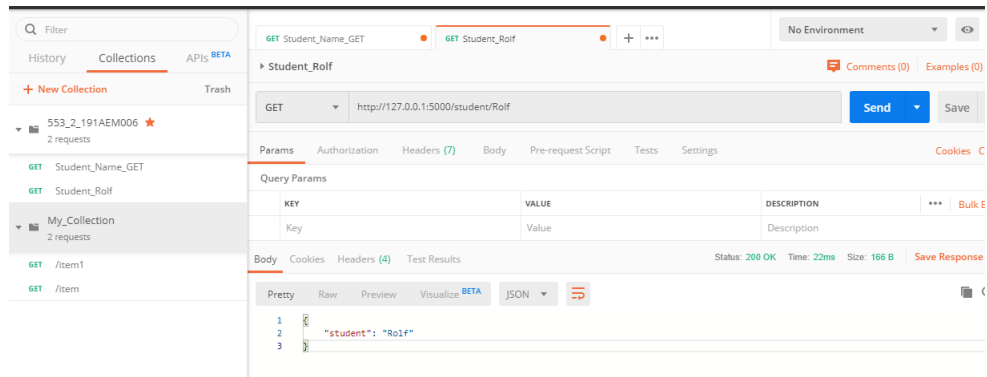 Filter
History Collections APIs BETA
+ New Collection Trash
553_2_191AEM006
2 requests
GET Student_Name_GET
GET Student_Rolf
My_Collection
2 requests
GET /item1
GET /item
GET Student_Name_GET GET Student_Rolf + ••• No Environment
Student_Rolf Comments (0) Examples (0)
GET http://127.0.0.1:5000/student/Rolf Send Save
Params Authorization Headers (7) Body Pre-request Script Tests Settings Cookies C
Query Params
KEY VALUE DESCRIPTION ••• Bulk E
Key Value Description
Body Cookies Headers (4) Test Results Status: 200 OK Time: 22ms Size: 166 B Save Response
Pretty Raw Preview Visualize BETA JSON
1 {
2 "student": "Rolf"
3 }